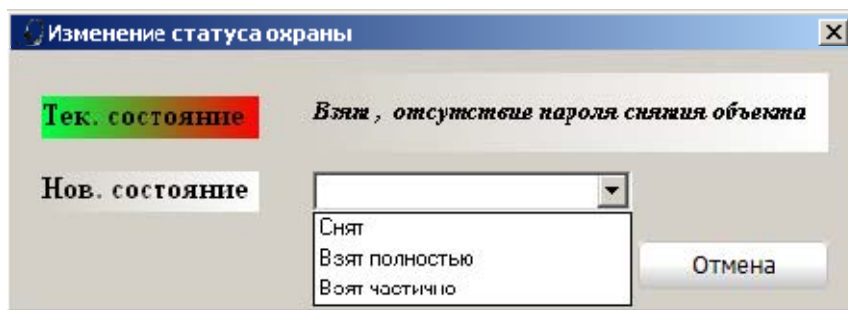 Изменение статуса охраны
Тек. состояние
Взят , отсутствие пароля снятия объекта
Нов. состояние
Снят
Взят полностью
Взят частично
Отмена